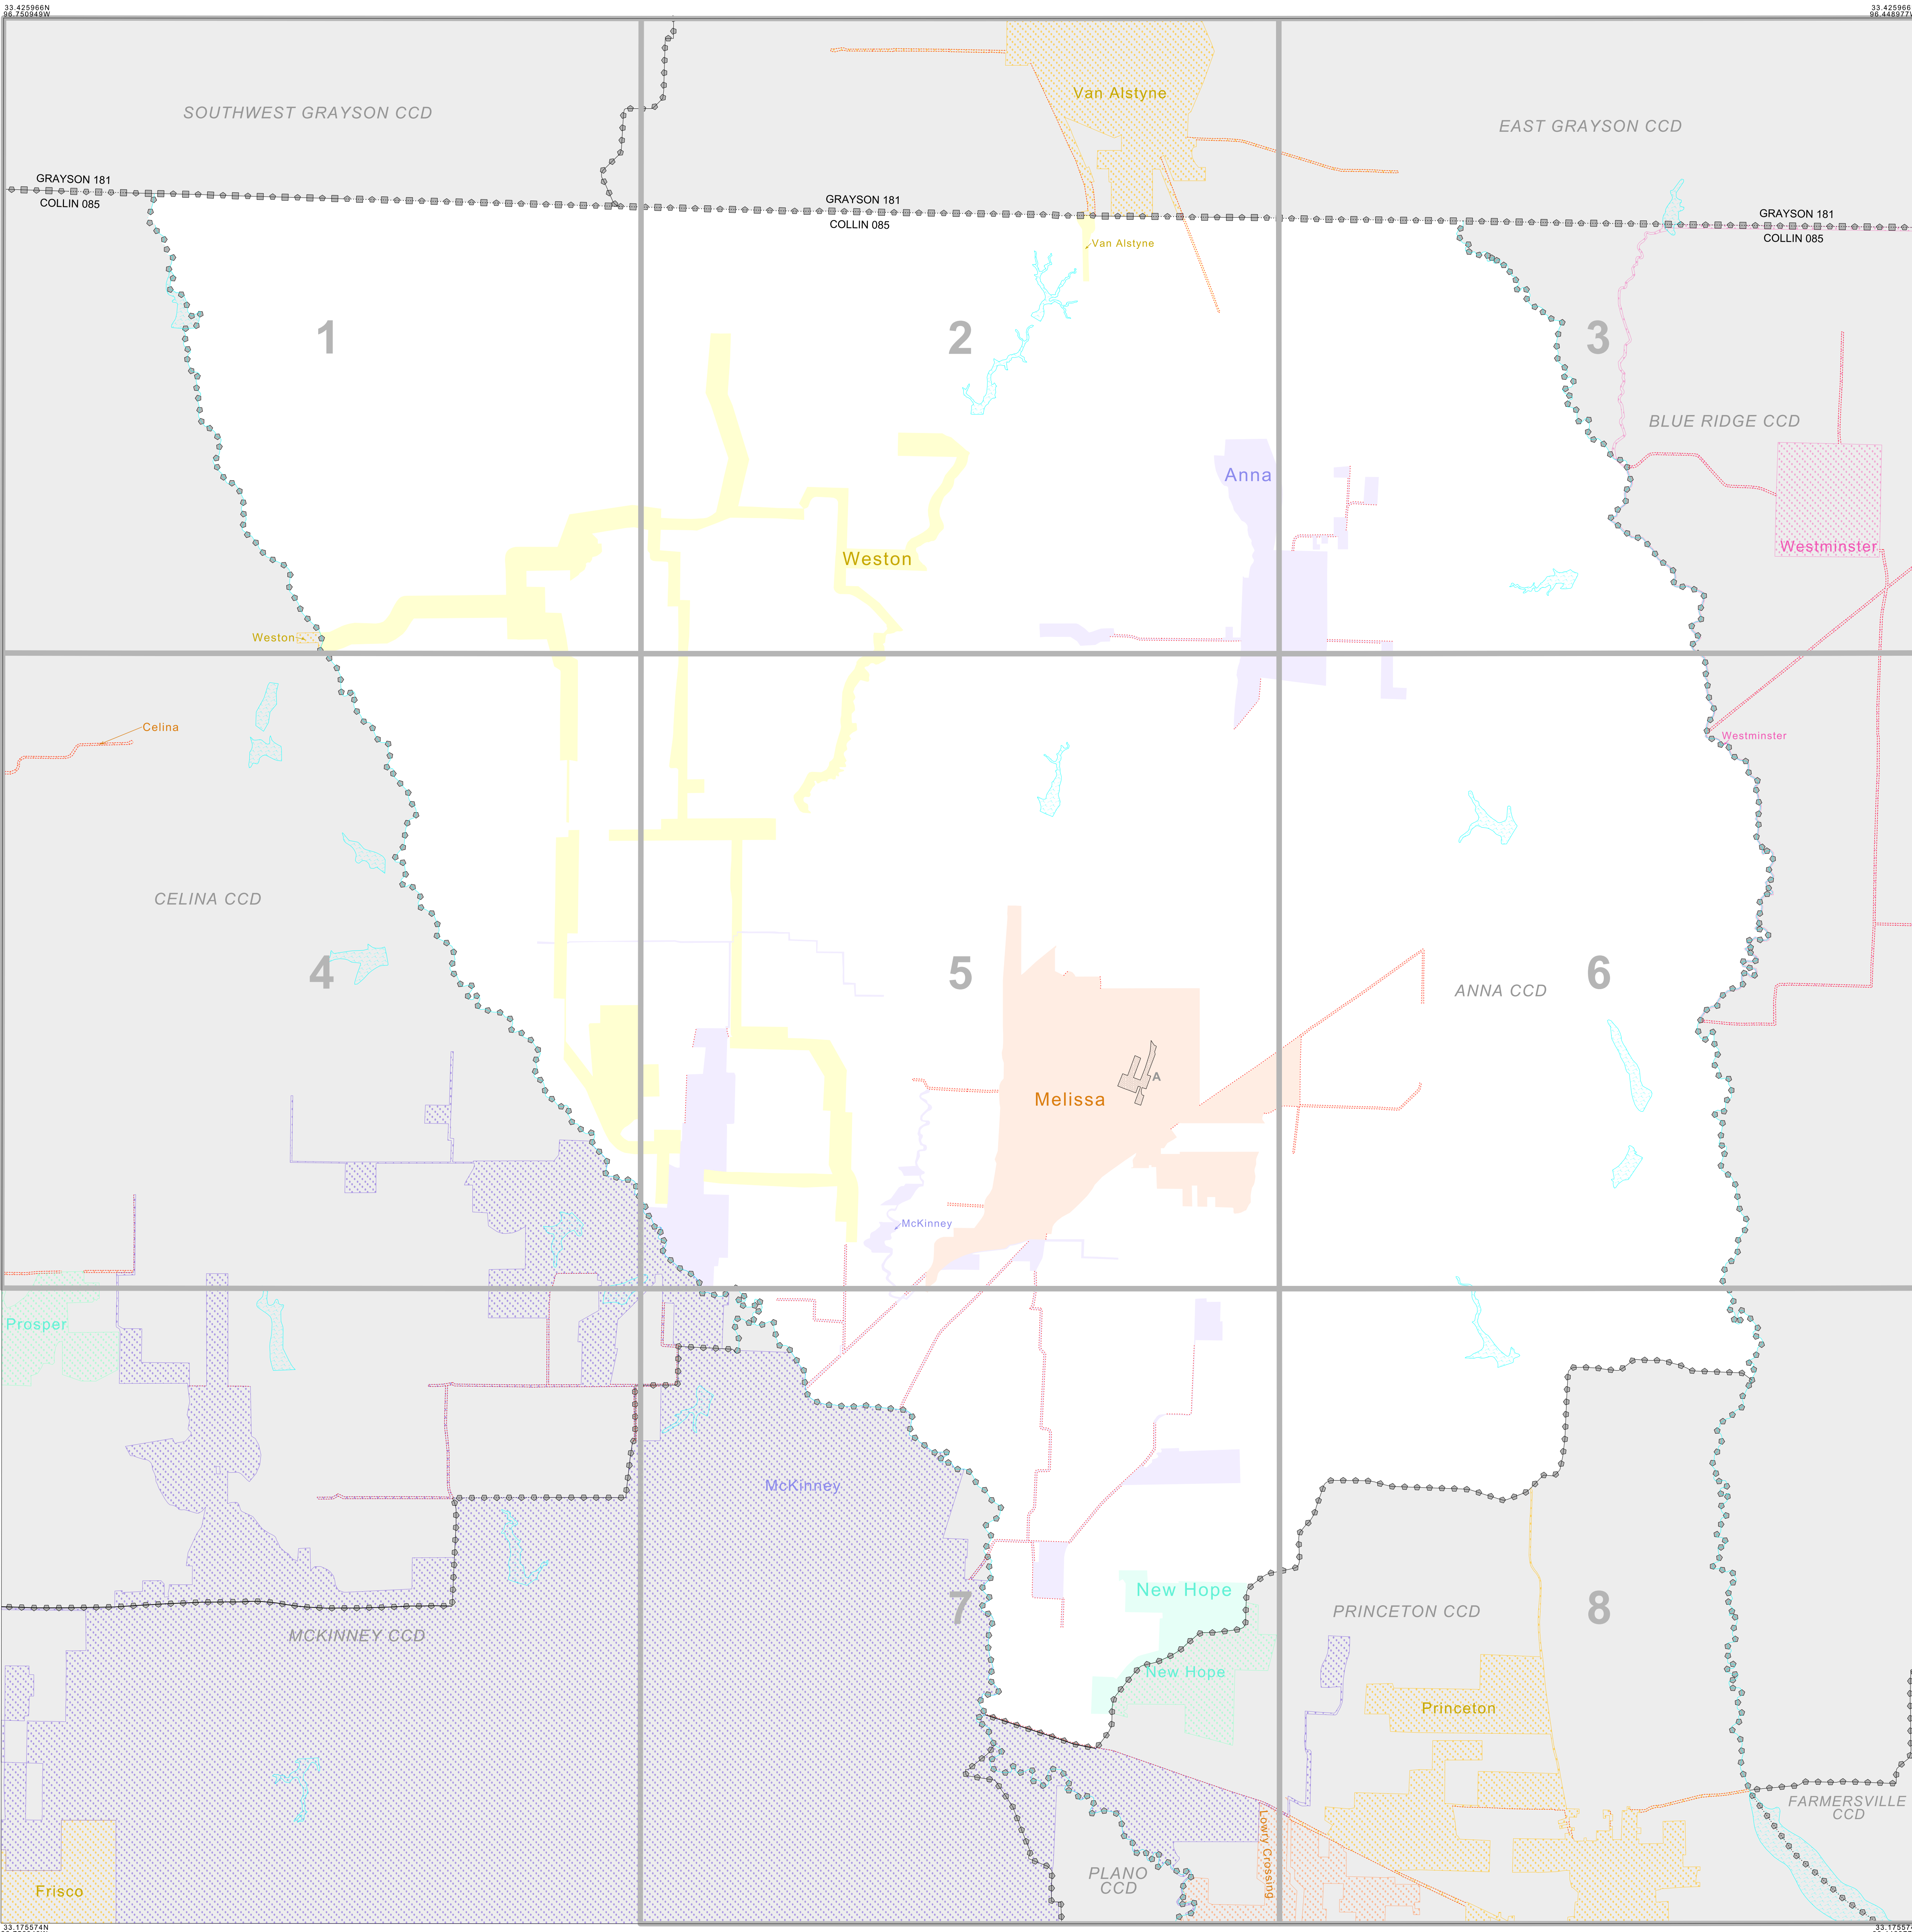 33.425966N
96.750949W
33.425966
96.448977W
Van Alstyne
SOUTHWEST GRAYSON CCD
EAST GRAYSON CCD
GRAYSON 181
COLLIN 085
GRAYSON 181
COLLIN 085
GRAYSON 181
COLLIN 085
Van Alstyne
1
2
3
BLUE RIDGE CCD
Anna
Weston
Westminster
Weston
Celina
Westminster
CELINA CCD
4
5
6
ANNA CCD
A
Melissa
McKinney
Prosper
McKinney
New Hope
7
PRINCETON CCD
8
MCKINNEY CCD
New Hope
Princeton
FARMERSVILLE
CCD
Lowry Crossing
PLANO
CCD
Frisco
33.175574N
33.175574